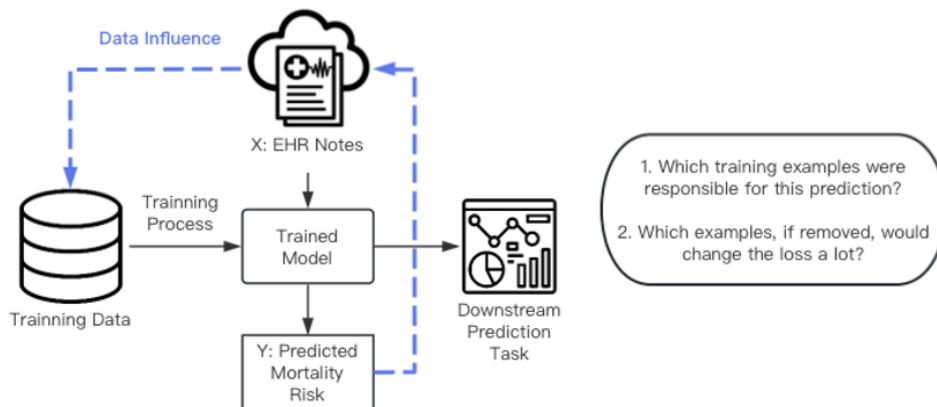 Data Influence
X: EHR Notes
1. Which training examples were
responsible for this prediction?
2. Which examples, if removed, would
change the loss a lot?
Trainning
Process
Trained
Model
Trainning Data
Downstream
Prediction
Task
Y: Predicted
Mortality
Risk